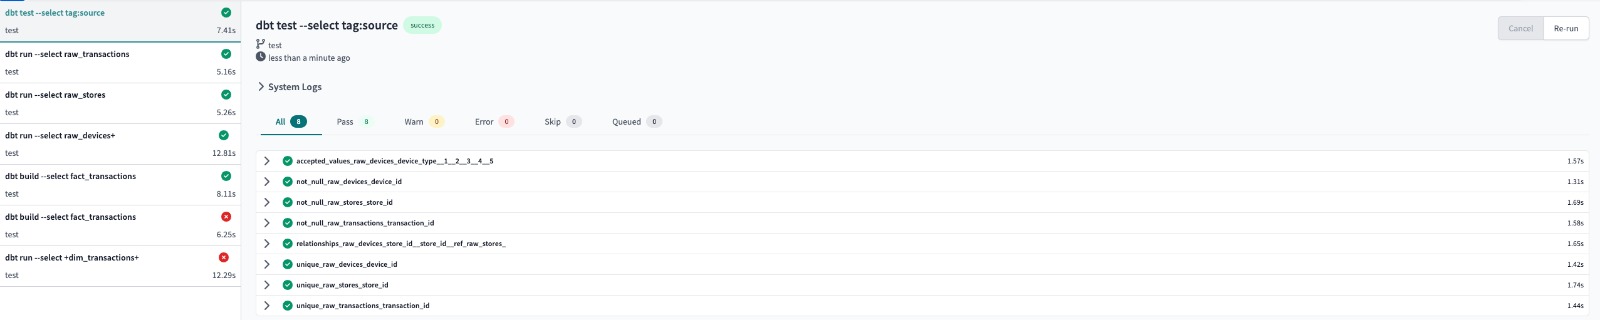 dbt test --select tag:source
test 7.41s
dbt run --select raw_transactions
test 5.16s
dbt run --select raw_stores
test 5.26s
dbt run --select raw_devices+
test 12.81s
dbt build --select fact_transactions
test 8.11s
dbt build --select fact_transactions
test 6.25s
dbt run --select +dim_transactions+
test 12.29s
dbt test --select tag:source success
Cancel Re-run
test
less than a minute ago
System Logs
All 8 Pass 8 Warn 0 Error 0 Skip 0 Queued 0
accepted_values_raw_devices_device_type__1__2__3__4__5 1.57s
not_null_raw_devices_device_id 1.31s
not_null_raw_stores_store_id 1.69s
not_null_raw_transactions_transaction_id 1.58s
relationships_raw_devices_store_id__store_id__ref_raw_stores_ 1.65s
unique_raw_devices_device_id 1.42s
unique_raw_stores_store_id 1.74s
unique_raw_transactions_transaction_id 1.44s